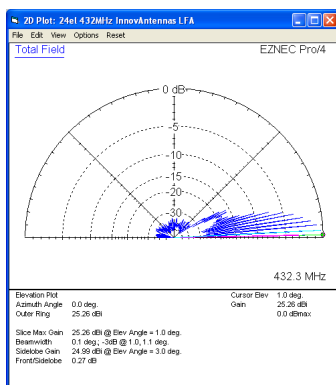 2D Plot: 24el 432MHz InnovAntennas LFA
File Edit View Options Reset
Total Field
EZNEC Pro/4
0 dB
-5
-10
-15
-20
-30
432.3 MHz
Elevation Plot
Azimuth Angle 0.0 deg.
Outer Ring 25.26 dBi
Cursor Elev 1.0 deg.
Gain 25.26 dBi
0.0 dBmax
Slice Max Gain 25.26 dBi @ Elev Angle = 1.0 deg.
Beamwidth 0.1 deg.; -3dB @ 1.0, 1.1 deg.
Sidelobe Gain 24.99 dBi @ Elev Angle = 3.0 deg.
Front/Sidelobe 0.27 dB